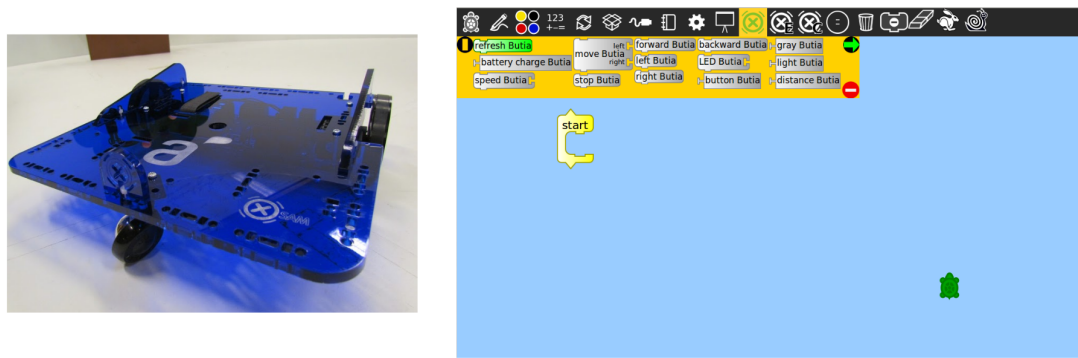 a.
123
+-=
E
C
refresh Butia
move Butia
left
right
forward Butia
backward Butia
gray Butia
battery charge Butia
left Butia
LED Butia
light Butia
speed Butia
stop Butia
right Butia
button Butia
distance Butia
start